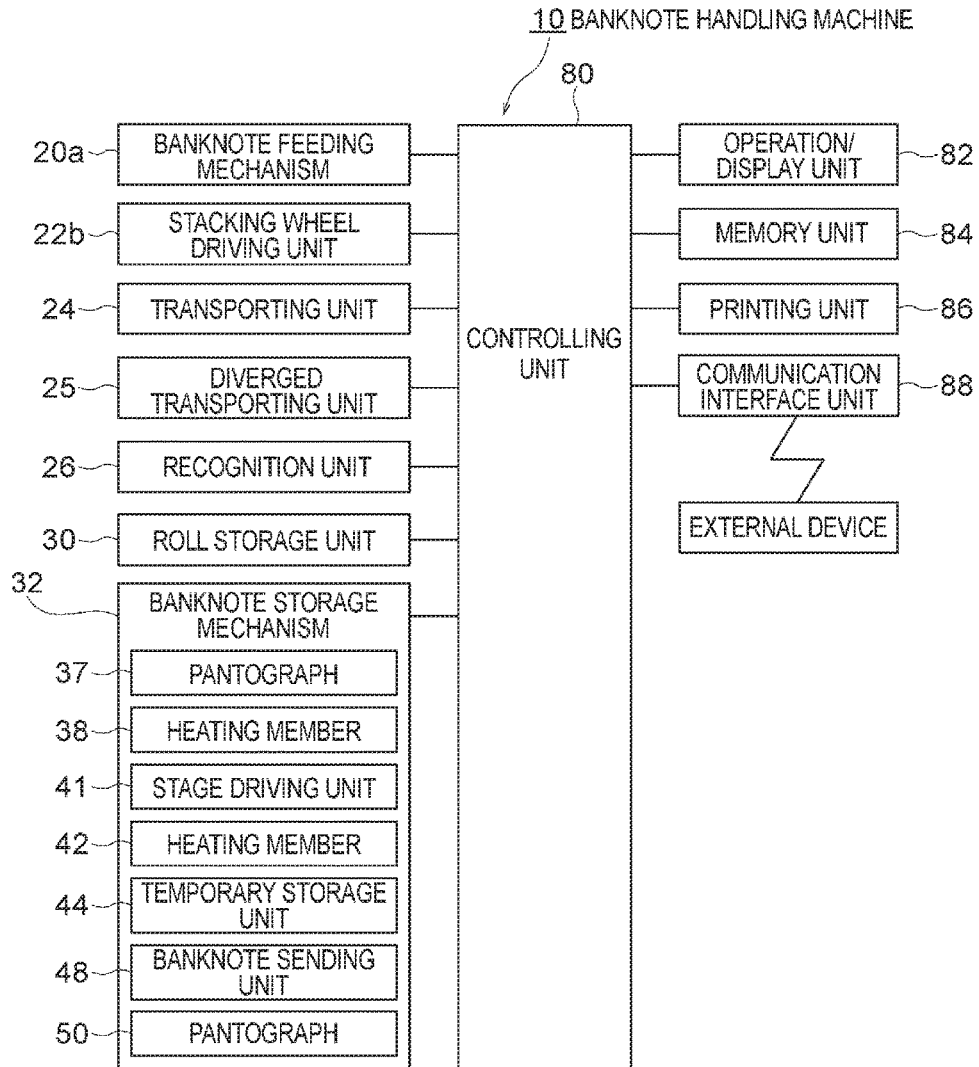 10 BANKNOTE HANDLING MACHINE
80
20a
BANKNOTE FEEDING
MECHANISM
22b
STACKING WHEEL
DRIVING UNIT
24
TRANSPORTING UNIT
25
DIVERGED
TRANSPORTING UNIT
26
RECOGNITION UNIT
30
ROLL STORAGE UNIT
32
BANKNOTE STORAGE
MECHANISM
37
PANTOGRAPH
38
HEATING MEMBER
41
STAGE DRIVING UNIT
42
HEATING MEMBER
44
TEMPORARY STORAGE
UNIT
48
BANKNOTE SENDING
UNIT
50
PANTOGRAPH
CONTROLLING
UNIT
OPERATION/
DISPLAY UNIT
82
MEMORY UNIT
84
PRINTING UNIT
86
COMMUNICATION
INTERFACE UNIT
88
EXTERNAL DEVICE